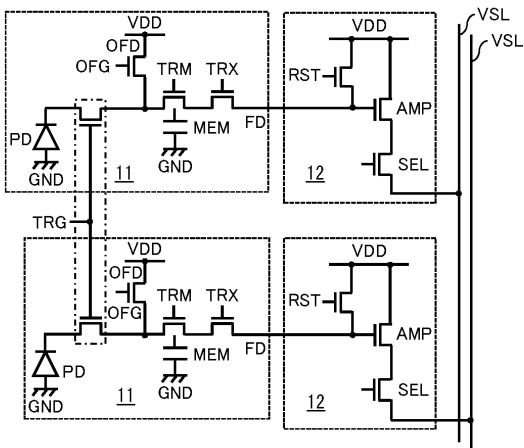 VSL
VSL
VDD
OFD
OFG
TRM
TRX
MEM
GND
FD
PD
GND
11
VDD
RST
AMP
SEL
12
TRG
VDD
OFD
OFG
TRM
TRX
MEM
GND
FD
PD
GND
11
VDD
RST
AMP
SEL
12